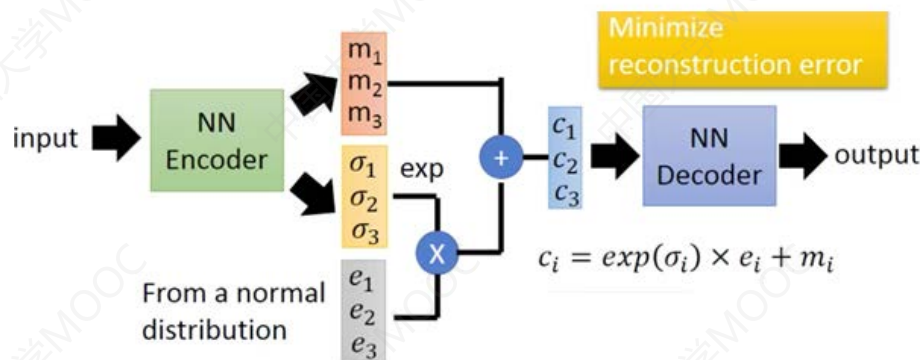 Minimize
reconstruction error
input
NN
Encoder
m₁
m₂
m₃
σ₁
σ₂
σ₃
exp
e₁
e₂
e₃
From a normal
distribution
X
+
c₁
c₂
c₃
NN
Decoder
output
cᵢ = exp(σᵢ) × eᵢ + mᵢ